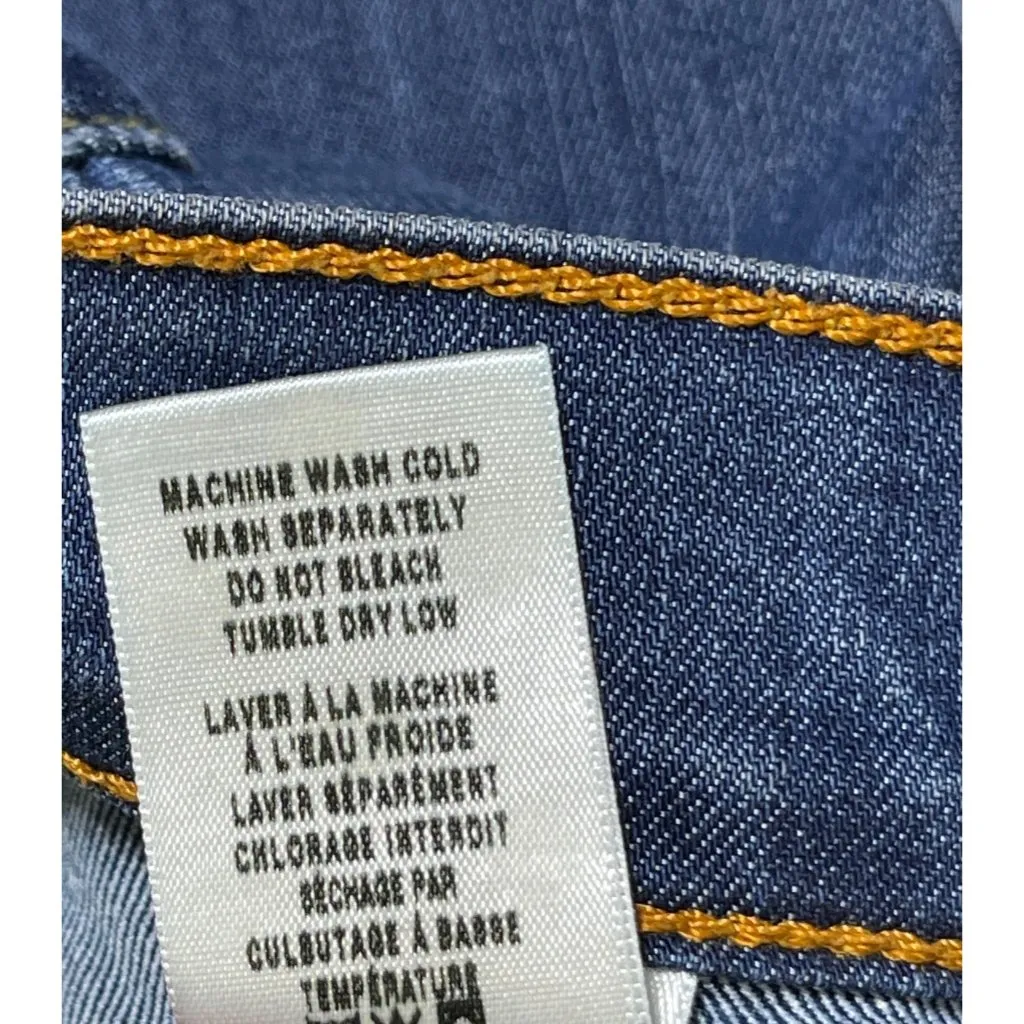 MACHINE WASH COLD
WASH SEPARATELY
DO NOT BLEACH
TUMBLE DRY LOW
LAVER À LA MACHINE
À L'EAU FROIDE
LAVER SÉPARÉMENT
CHLORAGE INTERDIT
SÉCHAGE PAR
CULBUTAGE À BASSE
TEMPÉRATURE